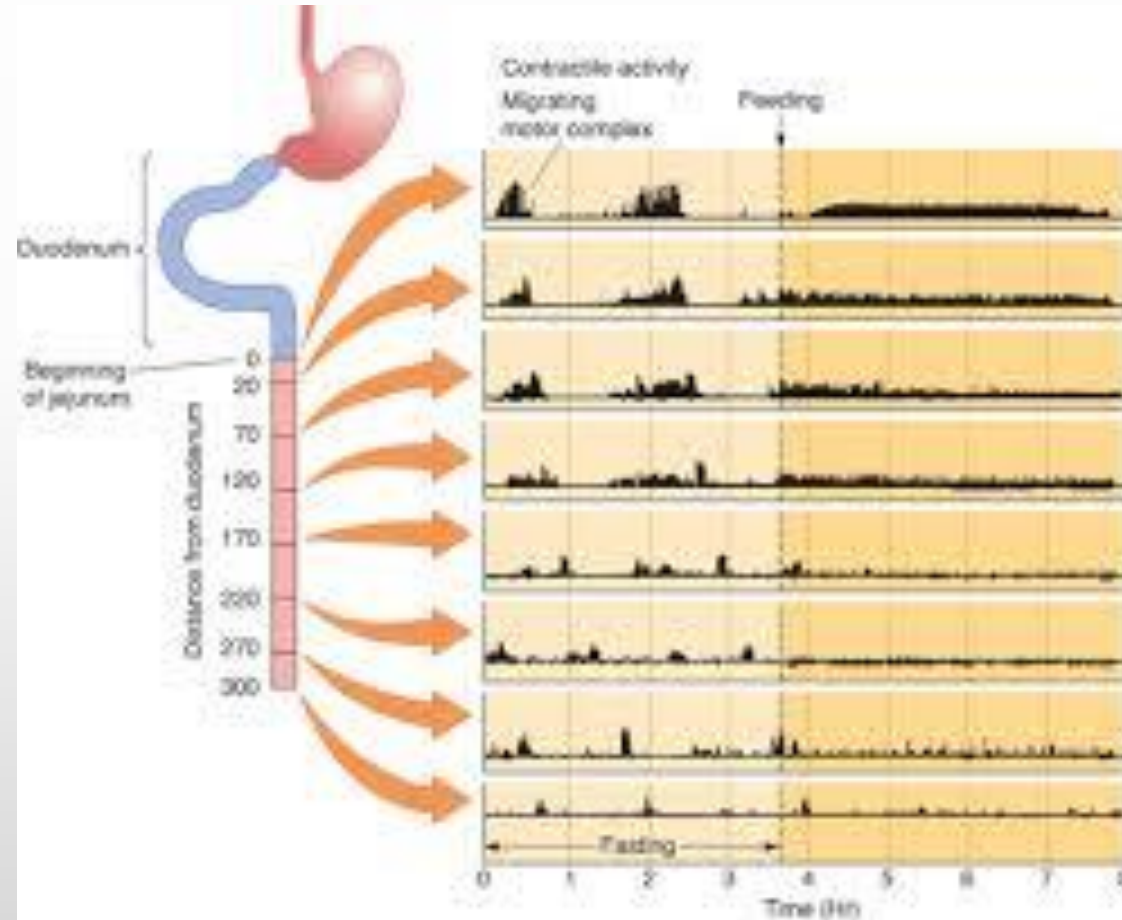 Contractile activity
Migrating
motor complex
Feeding
Duodenum
Beginning
of jejunum
Distance from duodenum
0
20
70
120
170
220
270
300
Fasting
0 1 2 3 4 5 6 7 8
Time (Hr)